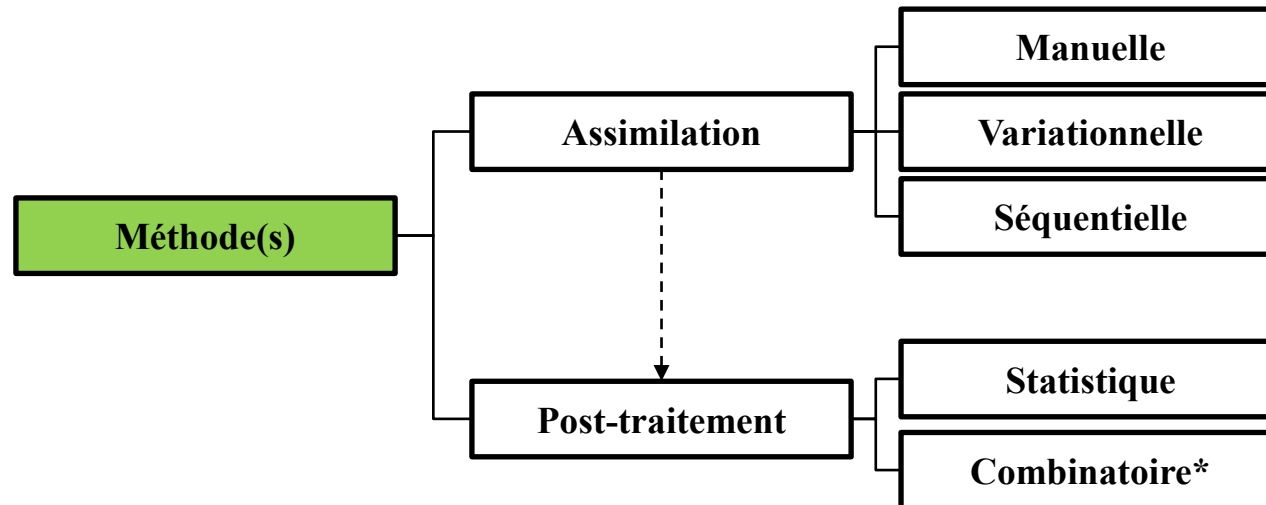 Manuelle
Assimilation
Variationnelle
Séquentielle
Méthode(s)
Statistique
Post-traitement
Combinatoire*